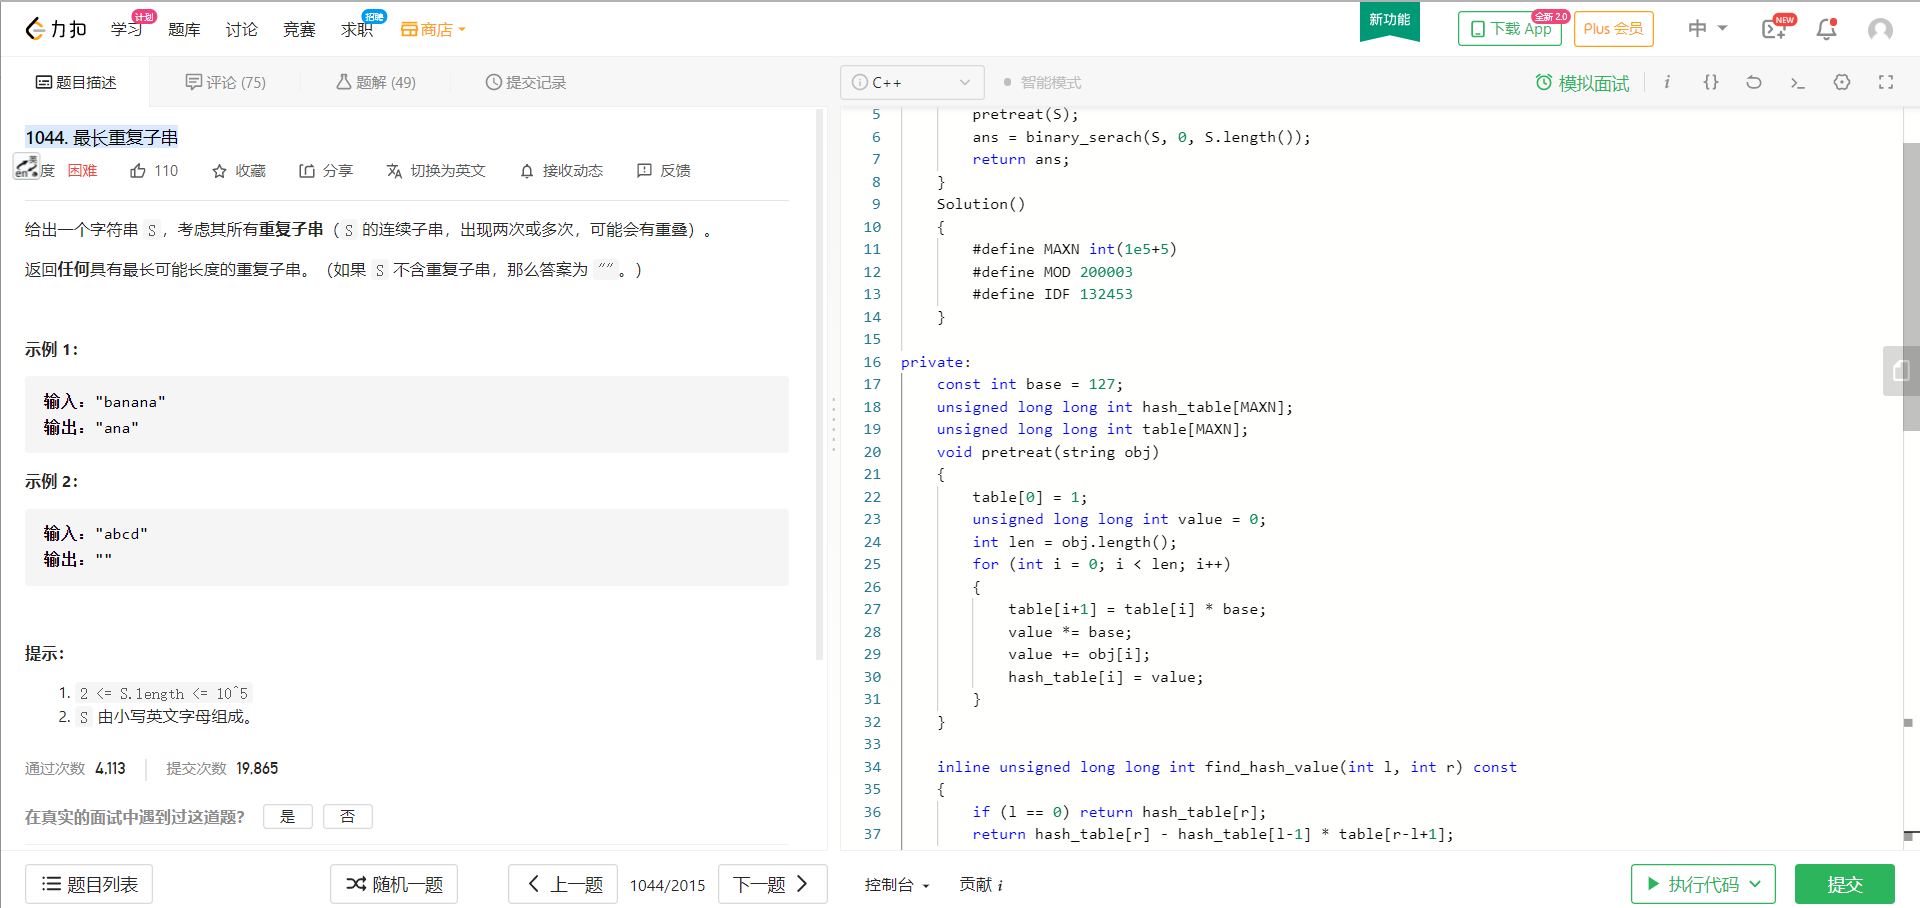 力扣 学习 计划 题库 讨论 竞赛 求职 招聘 商店 新功能 下载 App 全新 2.0 Plus 会员 中 NEW
题目描述 评论 (75) 题解 (49) 提交记录
C++ 智能模式 模拟面试
1044. 最长重复子串
度 困难 110 收藏 分享 切换为英文 接收动态 反馈
给出一个字符串 S，考虑其所有重复子串（S 的连续子串，出现两次或多次，可能会有重叠）。
返回任何具有最长可能长度的重复子串。（如果 S 不含重复子串，那么答案为 ""。）
示例 1：
输入："banana"
输出："ana"
示例 2：
输入："abcd"
输出：""
提示：
1. 2 <= S.length <= 10^5
2. S 由小写英文字母组成。
通过次数 4,113 提交次数 19,865
在真实的面试中遇到过这道题? 是 否
题目列表 随机一题 上一题 1044/2015 下一题
5 pretreat(S);
6 ans = binary_serach(S, 0, S.length());
7 return ans;
8 }
9 Solution()
10 {
11 #define MAXN int(1e5+5)
12 #define MOD 200003
13 #define IDF 132453
14 }
15
16 private:
17 const int base = 127;
18 unsigned long long int hash_table[MAXN];
19 unsigned long long int table[MAXN];
20 void pretreat(string obj)
21 {
22 table[0] = 1;
23 unsigned long long int value = 0;
24 int len = obj.length();
25 for (int i = 0; i < len; i++)
26 {
27 table[i+1] = table[i] * base;
28 value *= base;
29 value += obj[i];
30 hash_table[i] = value;
31 }
32 }
33
34 inline unsigned long long int find_hash_value(int l, int r) const
35 {
36 if (l == 0) return hash_table[r];
37 return hash_table[r] - hash_table[l-1] * table[r-l+1];
控制台 贡献 i 执行代码 提交